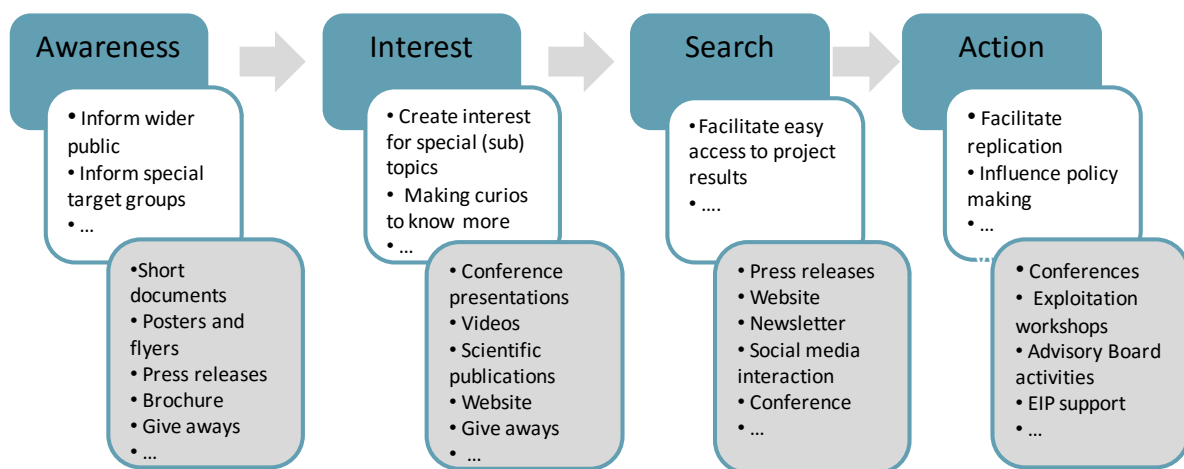 Awareness
• Inform wider
public
• Inform special
target groups
• ...
•Short
documents
• Posters and
flyers
• Press releases
• Brochure
• Give aways
• ...
Interest
• Create interest
for special (sub)
topics
• Making curios
to know more
• ...
• Conference
presentations
• Videos
• Scientific
publications
• Website
• Give aways
• ...
Search
•Facilitate easy
access to project
results
• ....
• Press releases
• Website
• Newsletter
• Social media
interaction
• Conference
• ...
Action
• Facilitate
replication
• Influence policy
making
• ...
• Conferences
• Exploitation
workshops
• Advisory Board
activities
• EIP support
• ...